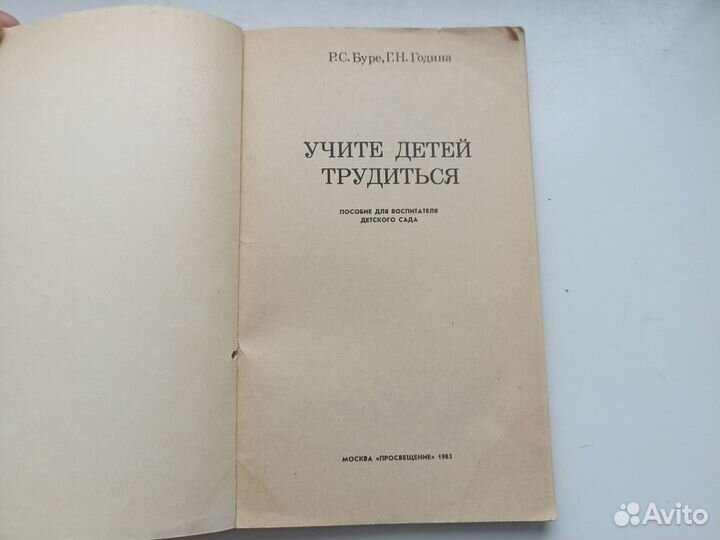 Р.С. Буре, Г.Н. Година
УЧИТЕ ДЕТЕЙ
ТРУДИТЬСЯ
ПОСОБИЕ ДЛЯ ВОСПИТАТЕЛЯ
ДЕТСКОГО САДА
МОСКВА «ПРОСВЕЩЕНИЕ» 1983
Avito